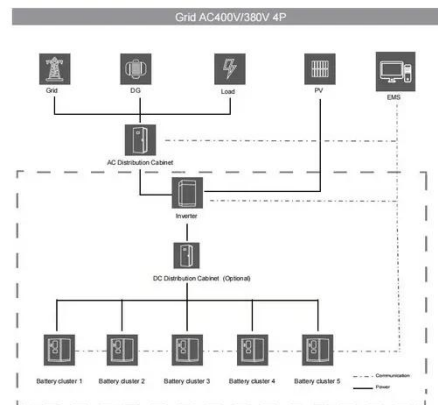 Grid AC400V/380V 4P
Grid
DG
Load
PV
EMS
AC Distribution Cabinet
Inverter
DC Distribution Cabinet (Optional)
Battery cluster 1
Battery cluster 2
Battery cluster 3
Battery cluster 4
Battery cluster 5
Communication
Power